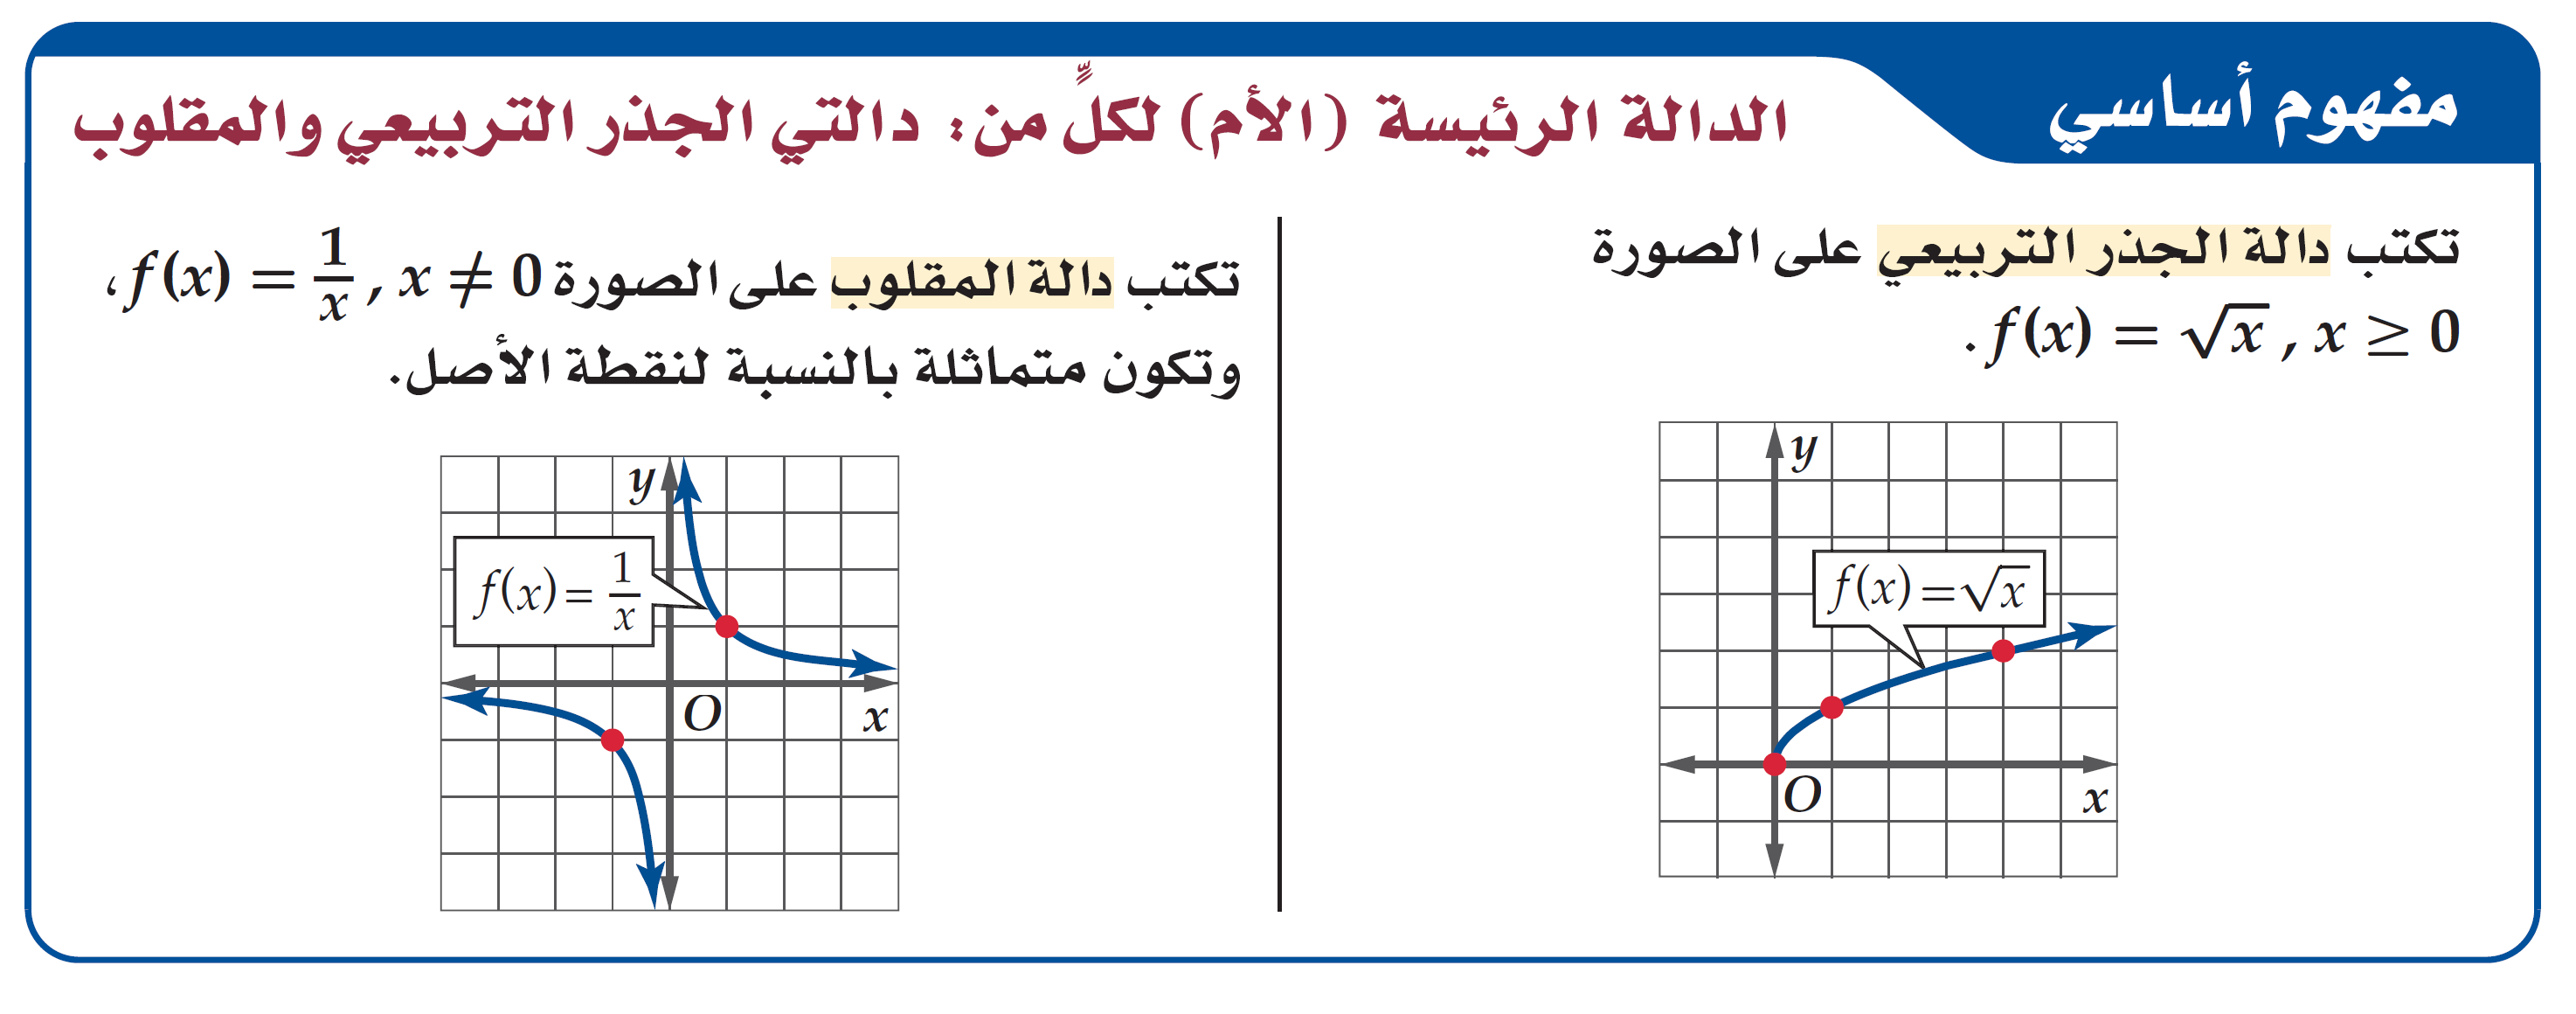 مفهوم أساسي
الدالة الرئيسة (الأم) لكلٍّ من: دالتي الجذر التربيعي والمقلوب
تكتب دالة الجذر التربيعي على الصورة
f(x) = √x , x ≥ 0 .
y
f(x) = √x
O
x
تكتب دالة المقلوب على الصورة f(x) = 1/x , x ≠ 0 ،
وتكون متماثلة بالنسبة لنقطة الأصل.
y
f(x) = 1/x
O
x